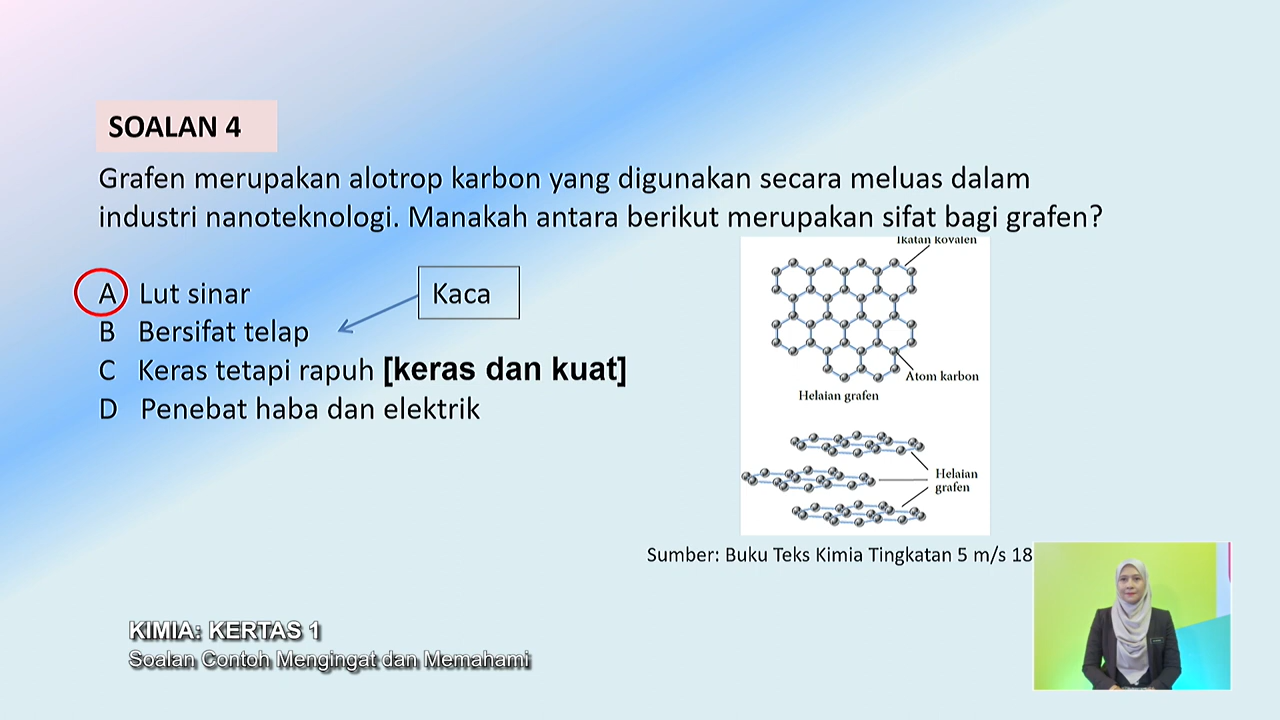 SOALAN 4
Grafen merupakan alotrop karbon yang digunakan secara meluas dalam
industri nanoteknologi. Manakah antara berikut merupakan sifat bagi grafen?
A Lut sinar
Kaca
B Bersifat telap
C Keras tetapi rapuh [keras dan kuat]
D Penebat haba dan elektrik
Ikatan kovalen
Atom karbon
Helaian grafen
Helaian
grafen
Sumber: Buku Teks Kimia Tingkatan 5 m/s 18
KIMIA: KERTAS 1
Soalan Contoh Mengingat dan Memahami